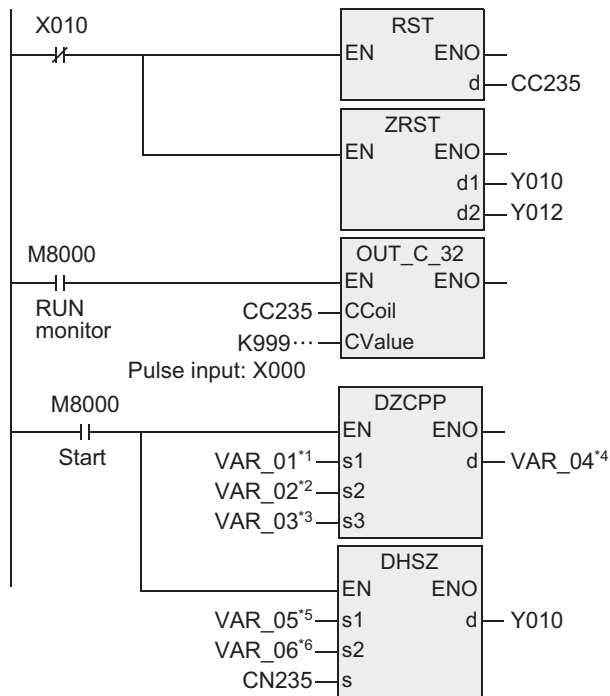 X010
RST
EN ENO
d CC235
ZRST
EN ENO
d1 Y010
d2 Y012
M8000
RUN
monitor
OUT_C_32
EN ENO
CC235 CCoil
K999··· CValue
Pulse input: X000
M8000
Start
DZCPP
EN ENO
VAR_01*1 s1 d VAR_04*4
VAR_02*2 s2
VAR_03*3 s3
DHSZ
EN ENO
VAR_05*5 s1 d Y010
VAR_06*6 s2
CN235 s